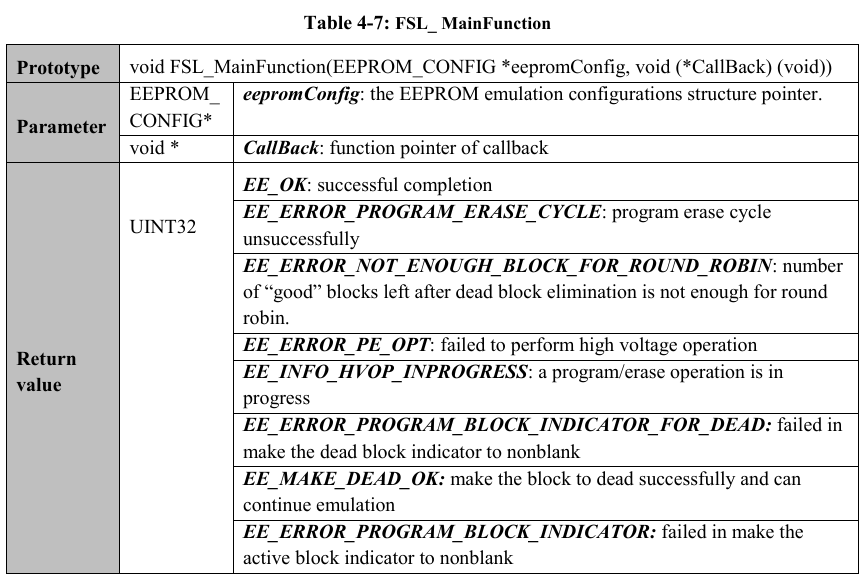 Table 4-7: FSL_ MainFunction
Prototype void FSL_MainFunction(EEPROM_CONFIG *eepromConfig, void (*CallBack) (void))
Parameter
EEPROM_
CONFIG*
eepromConfig: the EEPROM emulation configurations structure pointer.
void *
CallBack: function pointer of callback
Return
value
UINT32
EE_OK: successful completion
EE_ERROR_PROGRAM_ERASE_CYCLE: program erase cycle
unsuccessfully
EE_ERROR_NOT_ENOUGH_BLOCK_FOR_ROUND_ROBIN: number
of “good” blocks left after dead block elimination is not enough for round
robin.
EE_ERROR_PE_OPT: failed to perform high voltage operation
EE_INFO_HVOP_INPROGRESS: a program/erase operation is in
progress
EE_ERROR_PROGRAM_BLOCK_INDICATOR_FOR_DEAD: failed in
make the dead block indicator to nonblank
EE_MAKE_DEAD_OK: make the block to dead successfully and can
continue emulation
EE_ERROR_PROGRAM_BLOCK_INDICATOR: failed in make the
active block indicator to nonblank